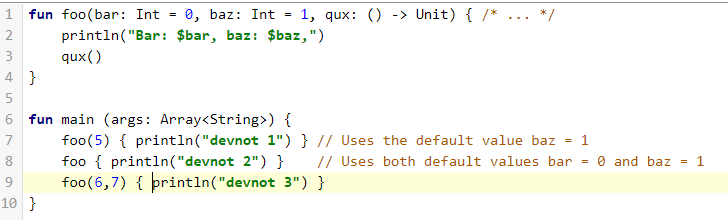 1 fun foo(bar: Int = 0, baz: Int = 1, qux: () -> Unit) { /* ... */
2     println("Bar: $bar, baz: $baz,")
3     qux()
4 }
5
6 fun main (args: Array<String>) {
7     foo(5) { println("devnot 1") } // Uses the default value baz = 1
8     foo { println("devnot 2") }    // Uses both default values bar = 0 and baz = 1
9     foo(6,7) { println("devnot 3") }
10 }